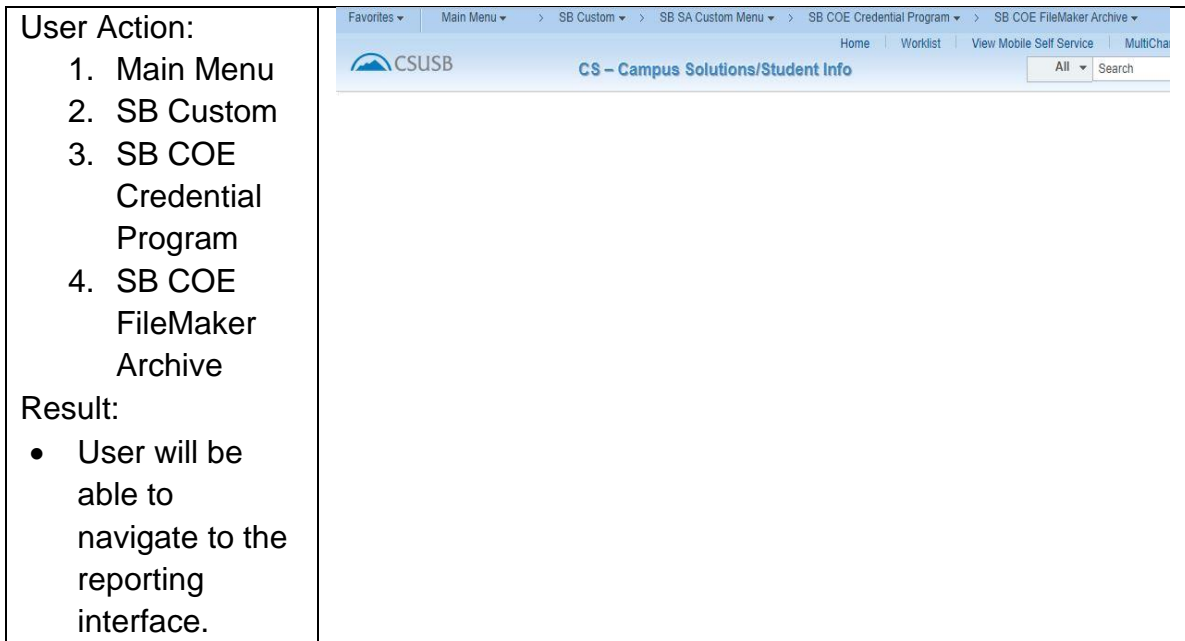 User Action:
1. Main Menu
2. SB Custom
3. SB COE
Credential
Program
4. SB COE
FileMaker
Archive
Result:
• User will be
able to
navigate to the
reporting
interface.
Favorites Main Menu > SB Custom > SB SA Custom Menu > SB COE Credential Program > SB COE FileMaker Archive
Home Worklist View Mobile Self Service MultiCha
CSUSB CS – Campus Solutions/Student Info All Search